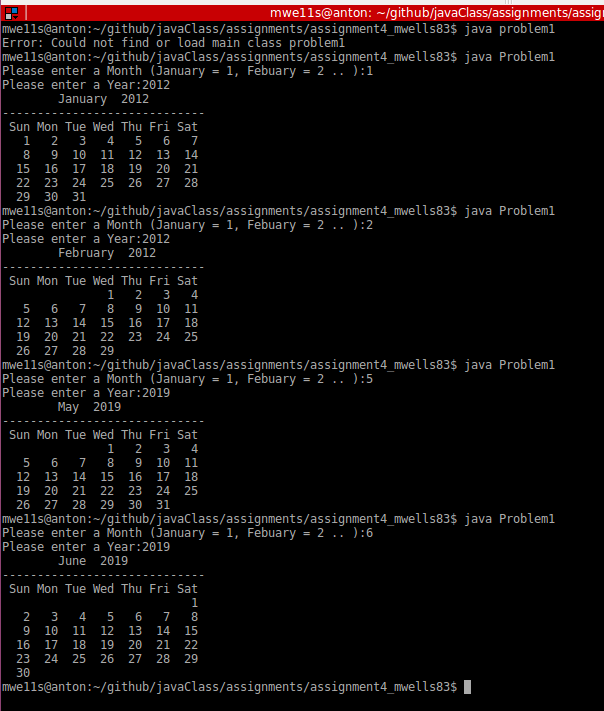 mwe11s@anton: ~/github/javaClass/assignments/assig
mwe11s@anton:~/github/javaClass/assignments/assignment4_mwells83$ java problem1
Error: Could not find or load main class problem1
mwe11s@anton:~/github/javaClass/assignments/assignment4_mwells83$ java Problem1
Please enter a Month (January = 1, Febuary = 2 .. ):1
Please enter a Year:2012
        January  2012
-----------------------------
 Sun Mon Tue Wed Thu Fri Sat
   1   2   3   4   5   6   7
   8   9  10  11  12  13  14
  15  16  17  18  19  20  21
  22  23  24  25  26  27  28
  29  30  31
mwe11s@anton:~/github/javaClass/assignments/assignment4_mwells83$ java Problem1
Please enter a Month (January = 1, Febuary = 2 .. ):2
Please enter a Year:2012
        February  2012
-----------------------------
 Sun Mon Tue Wed Thu Fri Sat
               1   2   3   4
   5   6   7   8   9  10  11
  12  13  14  15  16  17  18
  19  20  21  22  23  24  25
  26  27  28  29
mwe11s@anton:~/github/javaClass/assignments/assignment4_mwells83$ java Problem1
Please enter a Month (January = 1, Febuary = 2 .. ):5
Please enter a Year:2019
        May  2019
-----------------------------
 Sun Mon Tue Wed Thu Fri Sat
               1   2   3   4
   5   6   7   8   9  10  11
  12  13  14  15  16  17  18
  19  20  21  22  23  24  25
  26  27  28  29  30  31
mwe11s@anton:~/github/javaClass/assignments/assignment4_mwells83$ java Problem1
Please enter a Month (January = 1, Febuary = 2 .. ):6
Please enter a Year:2019
        June  2019
-----------------------------
 Sun Mon Tue Wed Thu Fri Sat
                           1
   2   3   4   5   6   7   8
   9  10  11  12  13  14  15
  16  17  18  19  20  21  22
  23  24  25  26  27  28  29
  30
mwe11s@anton:~/github/javaClass/assignments/assignment4_mwells83$